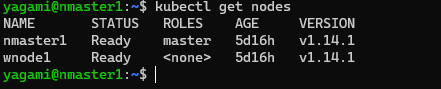 yagami@nmaster1:~$ kubectl get nodes
NAME STATUS ROLES AGE VERSION
nmaster1 Ready master 5d16h v1.14.1
wnode1 Ready <none> 5d16h v1.14.1
yagami@nmaster1:~$